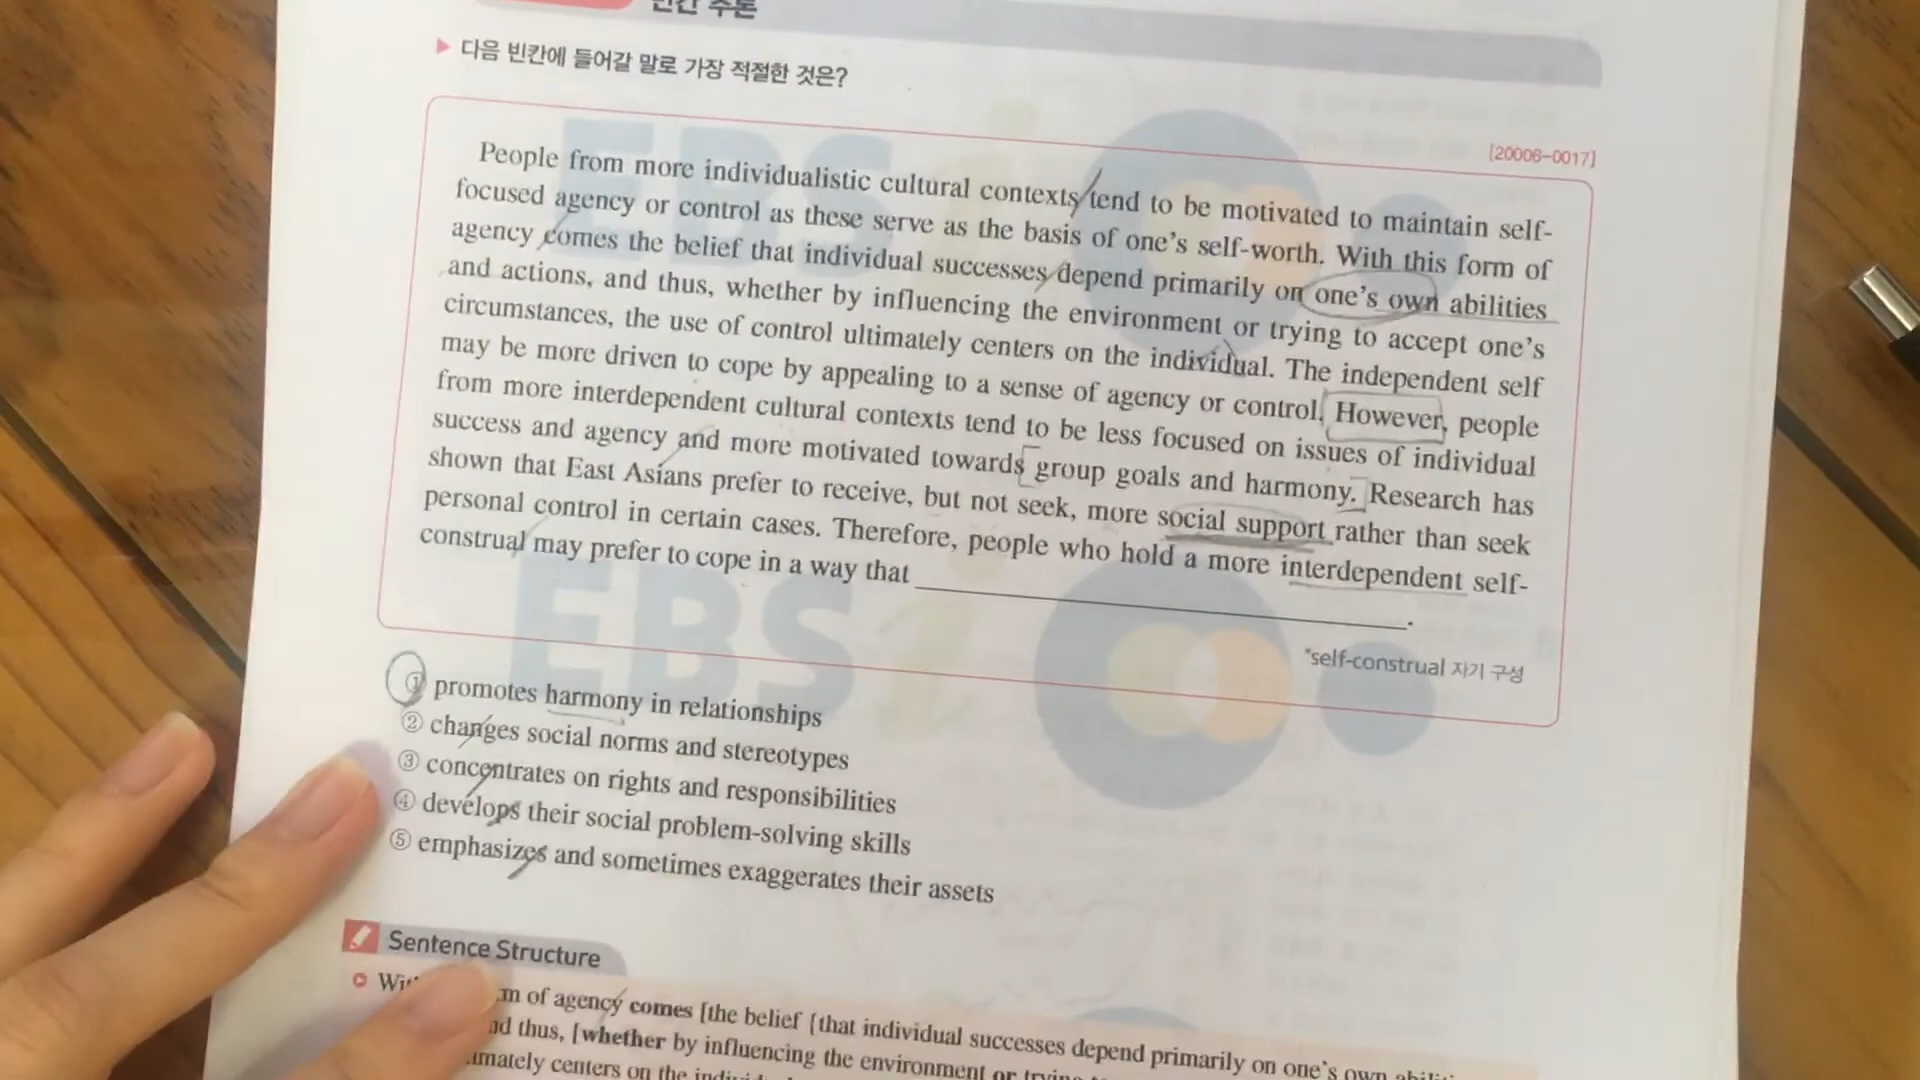 빈칸 추론
▶ 다음 빈칸에 들어갈 말로 가장 적절한 것은?
[20006-0017]
People from more individualistic cultural contexts tend to be motivated to maintain self-
focused agency or control as these serve as the basis of one's self-worth. With this form of
agency comes the belief that individual successes depend primarily on one's own abilities
and actions, and thus, whether by influencing the environment or trying to accept one's
circumstances, the use of control ultimately centers on the individual. The independent self
may be more driven to cope by appealing to a sense of agency or control. However, people
from more interdependent cultural contexts tend to be less focused on issues of individual
success and agency and more motivated towards group goals and harmony. Research has
shown that East Asians prefer to receive, but not seek, more social support rather than seek
personal control in certain cases. Therefore, people who hold a more interdependent self-
construal may prefer to cope in a way that ____________.
*self-construal 자기 구성
① promotes harmony in relationships
② changes social norms and stereotypes
③ concentrates on rights and responsibilities
④ develops their social problem-solving skills
⑤ emphasizes and sometimes exaggerates their assets
Sentence Structure
of agency comes [the belief {that individual successes depend primarily on one's own
thus, [whether by influencing the environment or
centers on the
EBSi
EBSi